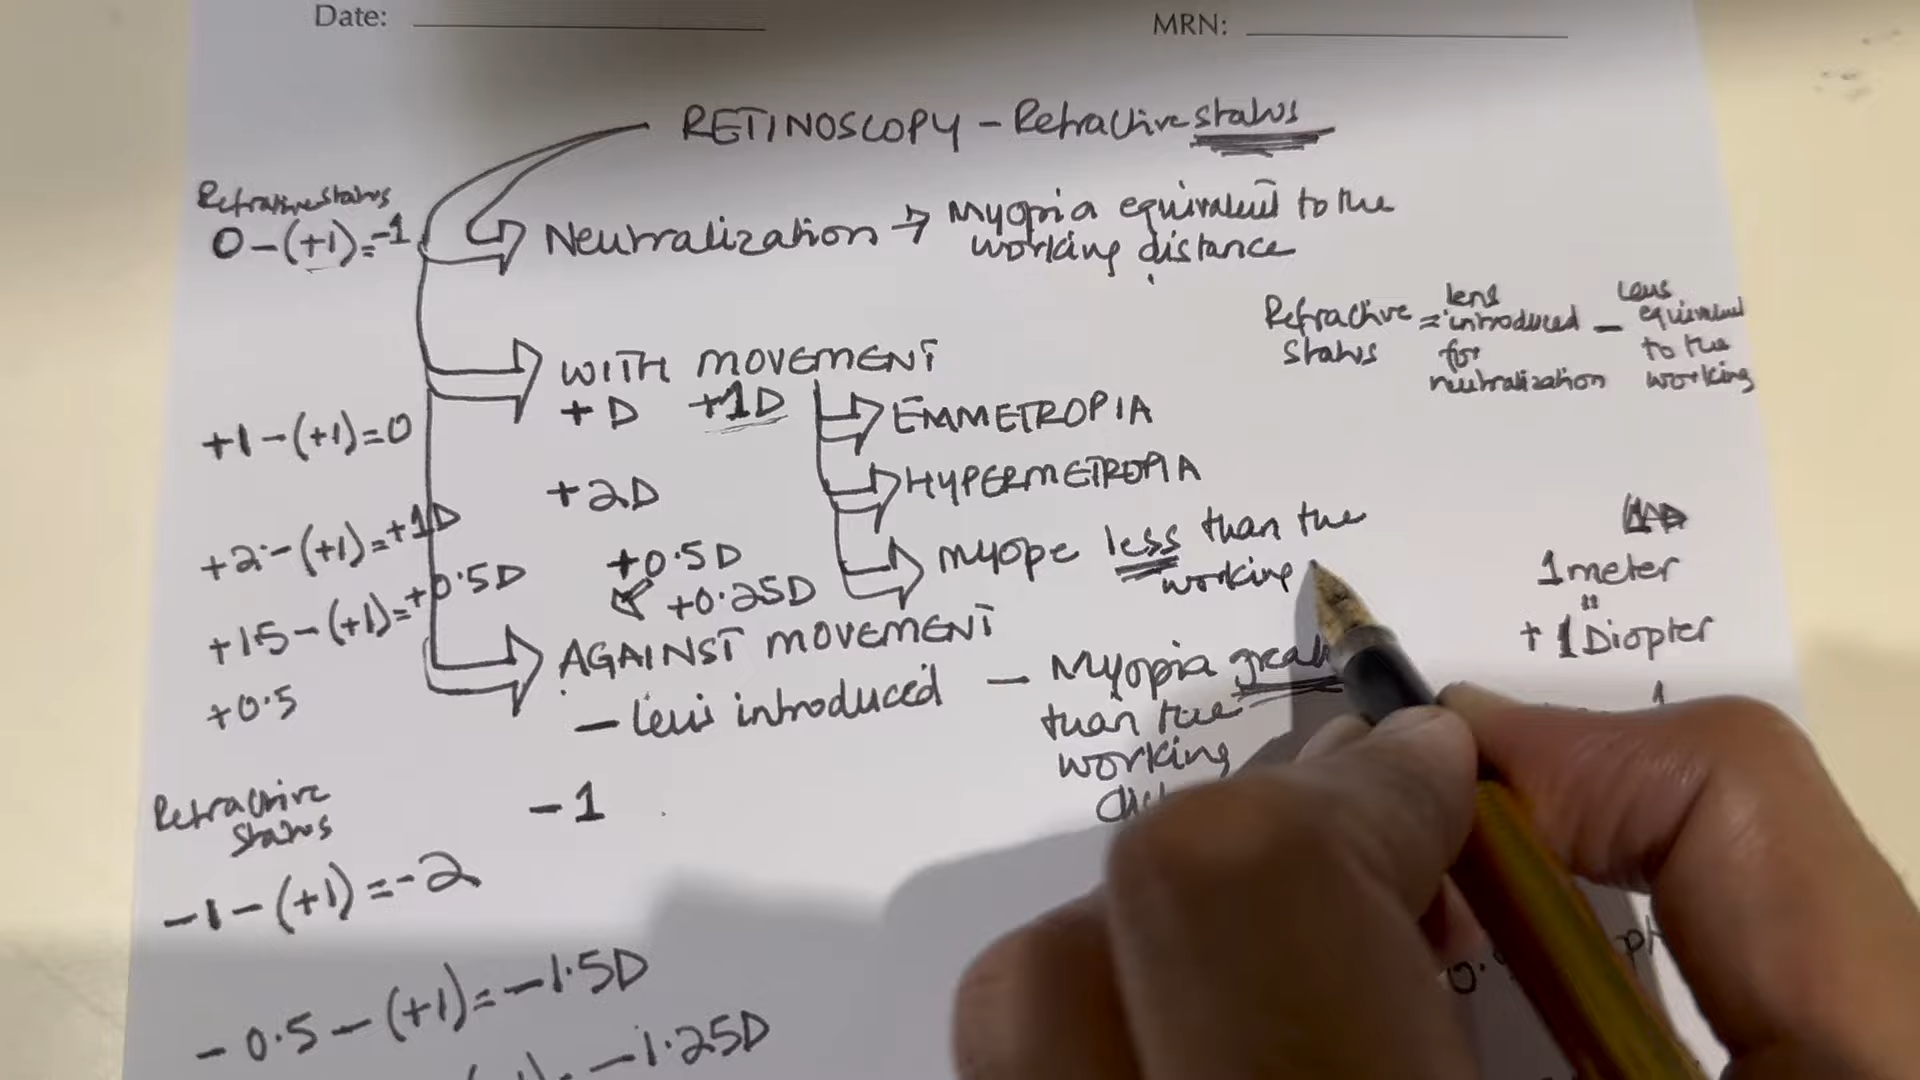 Date:
MRN:
RETINOSCOPY - Refractive status
Refractive status
0-(+1)=-1
Neutralization → Myopia equivalent to the
working distance
Refractive status = lens introduced for neutralization - Lens equivalent to the working
WITH MOVEMENT
+D +1D
EMMETROPIA
+1-(+1)=0
HYPERMETROPIA
+2D
+2-(+1)=+1D
myope less than the
working
+0.5D
+0.25D
+1.5-(+1)=+0.5D
+0.5
1 meter
"
+ 1 Diopter
1
AGAINST MOVEMENT
- lens introduced
- Myopia
than the
working
Refractive
status
-1
-1-(+1)=-2
-0.5-(+1)=-1.5D
-1.25D